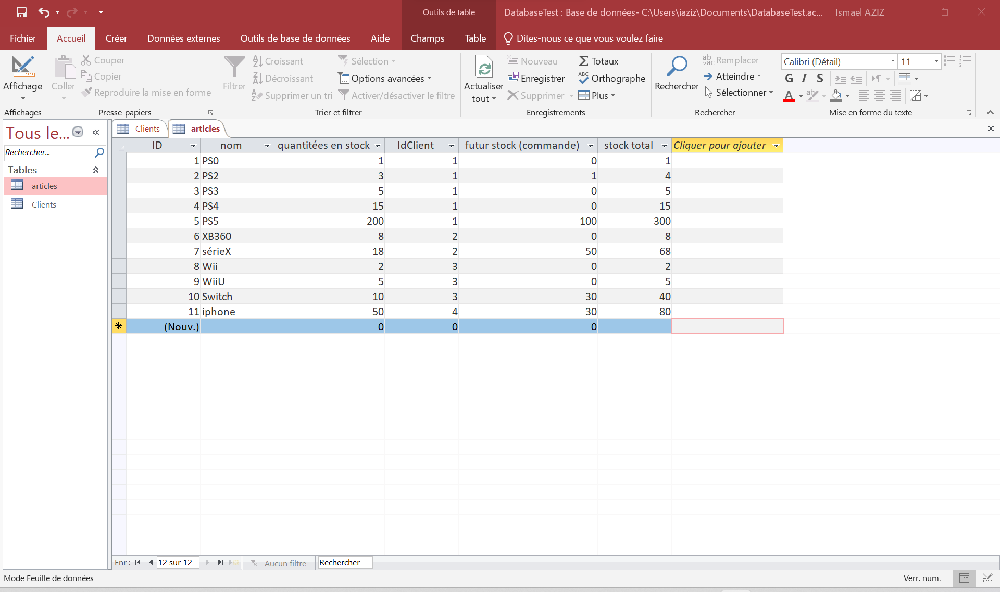 Outils de table
DatabaseTest : Base de données- C:\Users\iaziz\Documents\DatabaseTest.ac...
Ismael AZIZ
Fichier Accueil Créer Données externes Outils de base de données Aide Champs Table Dites-nous ce que vous voulez faire
Affichage
Affichages
Coller
Couper
Copier
Reproduire la mise en forme
Presse-papiers
Filtrer
Croissant
Décroissant
Supprimer un tri
Sélection
Options avancées
Activer/désactiver le filtre
Trier et filtrer
Actualiser
tout
Nouveau
Enregistrer
Supprimer
Totaux
Orthographe
Plus
Enregistrements
Rechercher
Remplacer
Atteindre
Sélectionner
Rechercher
Calibri (Détail) 11
G I S
Mise en forme du texte
Tous le...
Rechercher...
Tables
articles
Clients
Clients articles
ID nom quantitées en stock IdClient futur stock (commande) stock total Cliquer pour ajouter
1 PS0 1 1 0 1
2 PS2 3 1 1 4
3 PS3 5 1 0 5
4 PS4 15 1 0 15
5 PS5 200 1 100 300
6 XB360 8 2 0 8
7 sérieX 18 2 50 68
8 Wii 2 3 0 2
9 WiiU 5 3 0 5
10 Switch 10 3 30 40
11 iphone 50 4 30 80
(Nouv.) 0 0 0
Enr : 12 sur 12 Aucun filtre Rechercher
Mode Feuille de données
Verr. num.